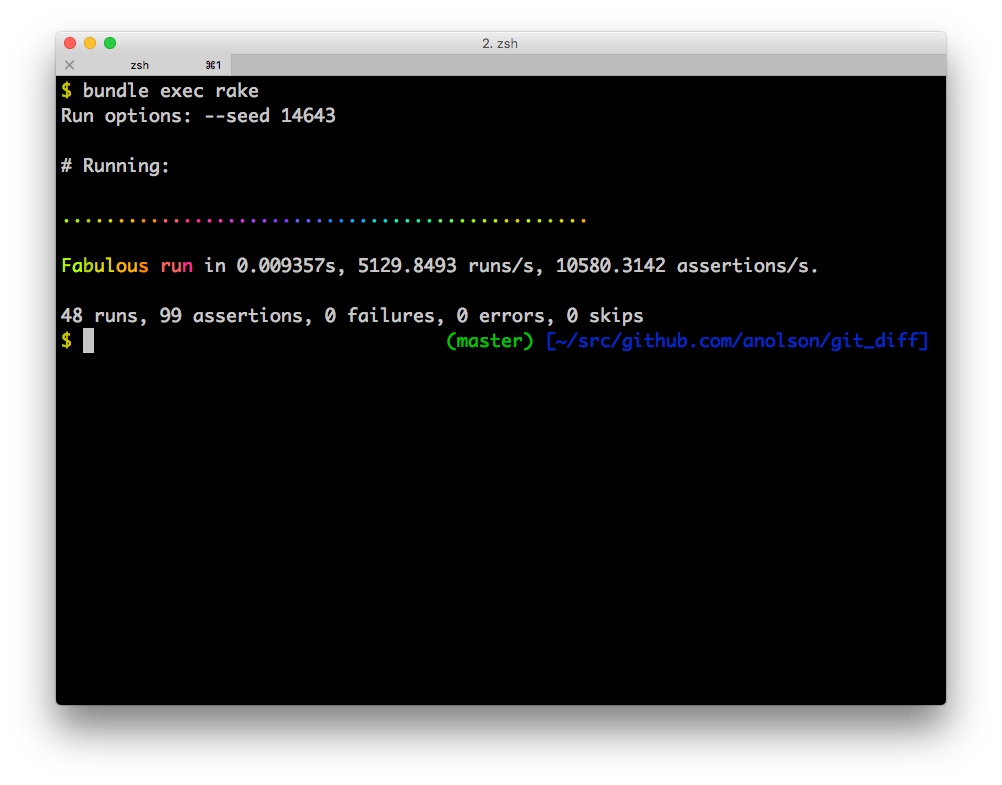 2. zsh
zsh ⌘1
$ bundle exec rake
Run options: --seed 14643
# Running:
................................................
Fabulous run in 0.009357s, 5129.8493 runs/s, 10580.3142 assertions/s.
48 runs, 99 assertions, 0 failures, 0 errors, 0 skips
$ (master) [~/src/github.com/anolson/git_diff]